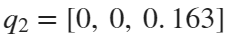 q₂ = [0, 0, 0.163]